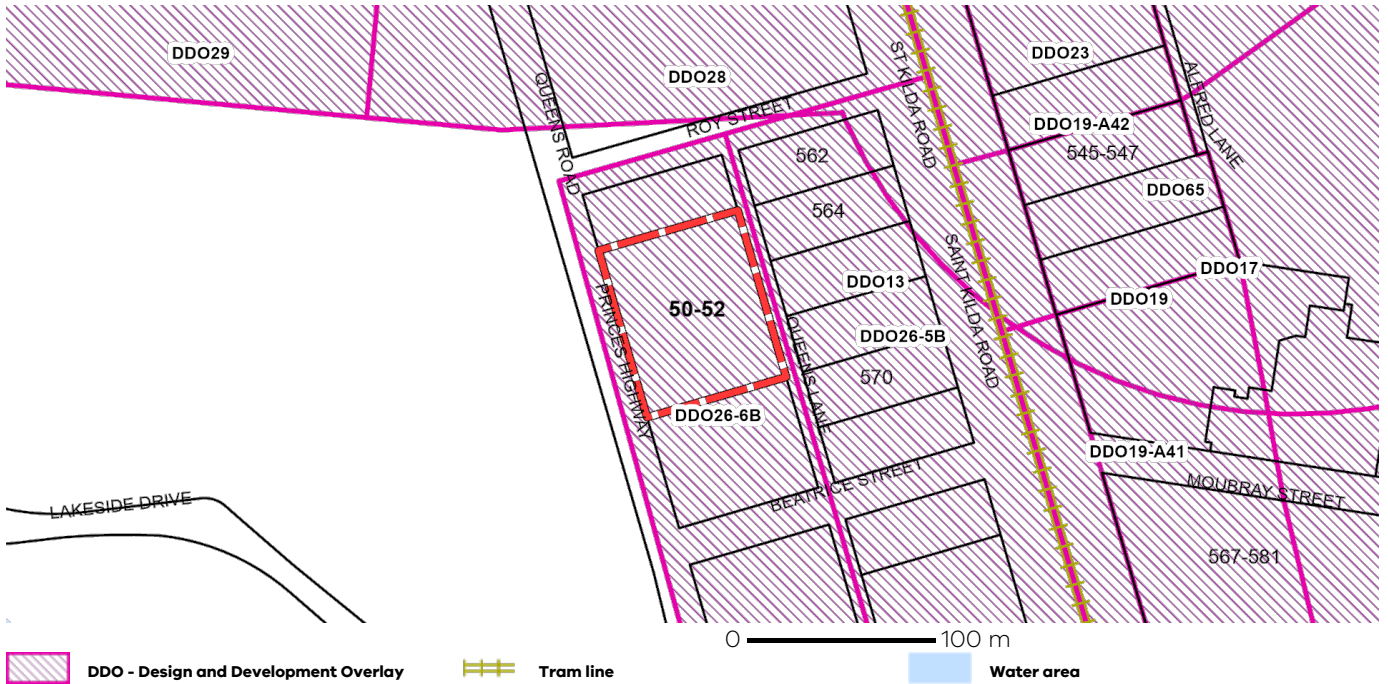 DDO29
DDO28
DDO23
QUEENS ROAD
ST KILDA ROAD
ALFRED LANE
ROY STREET
DDO19-A42
562
545-547
DDO65
564
DDO17
DDO13
DDO19
50-52
PRINCES HIGHWAY
QUEENS LANE
SAINT KILDA ROAD
DDO26-5B
570
DDO26-6B
DDO19-A41
BEATRICE STREET
MOUBRAY STREET
LAKESIDE DRIVE
567-581
0 100 m
DDO - Design and Development Overlay
Tram line
Water area